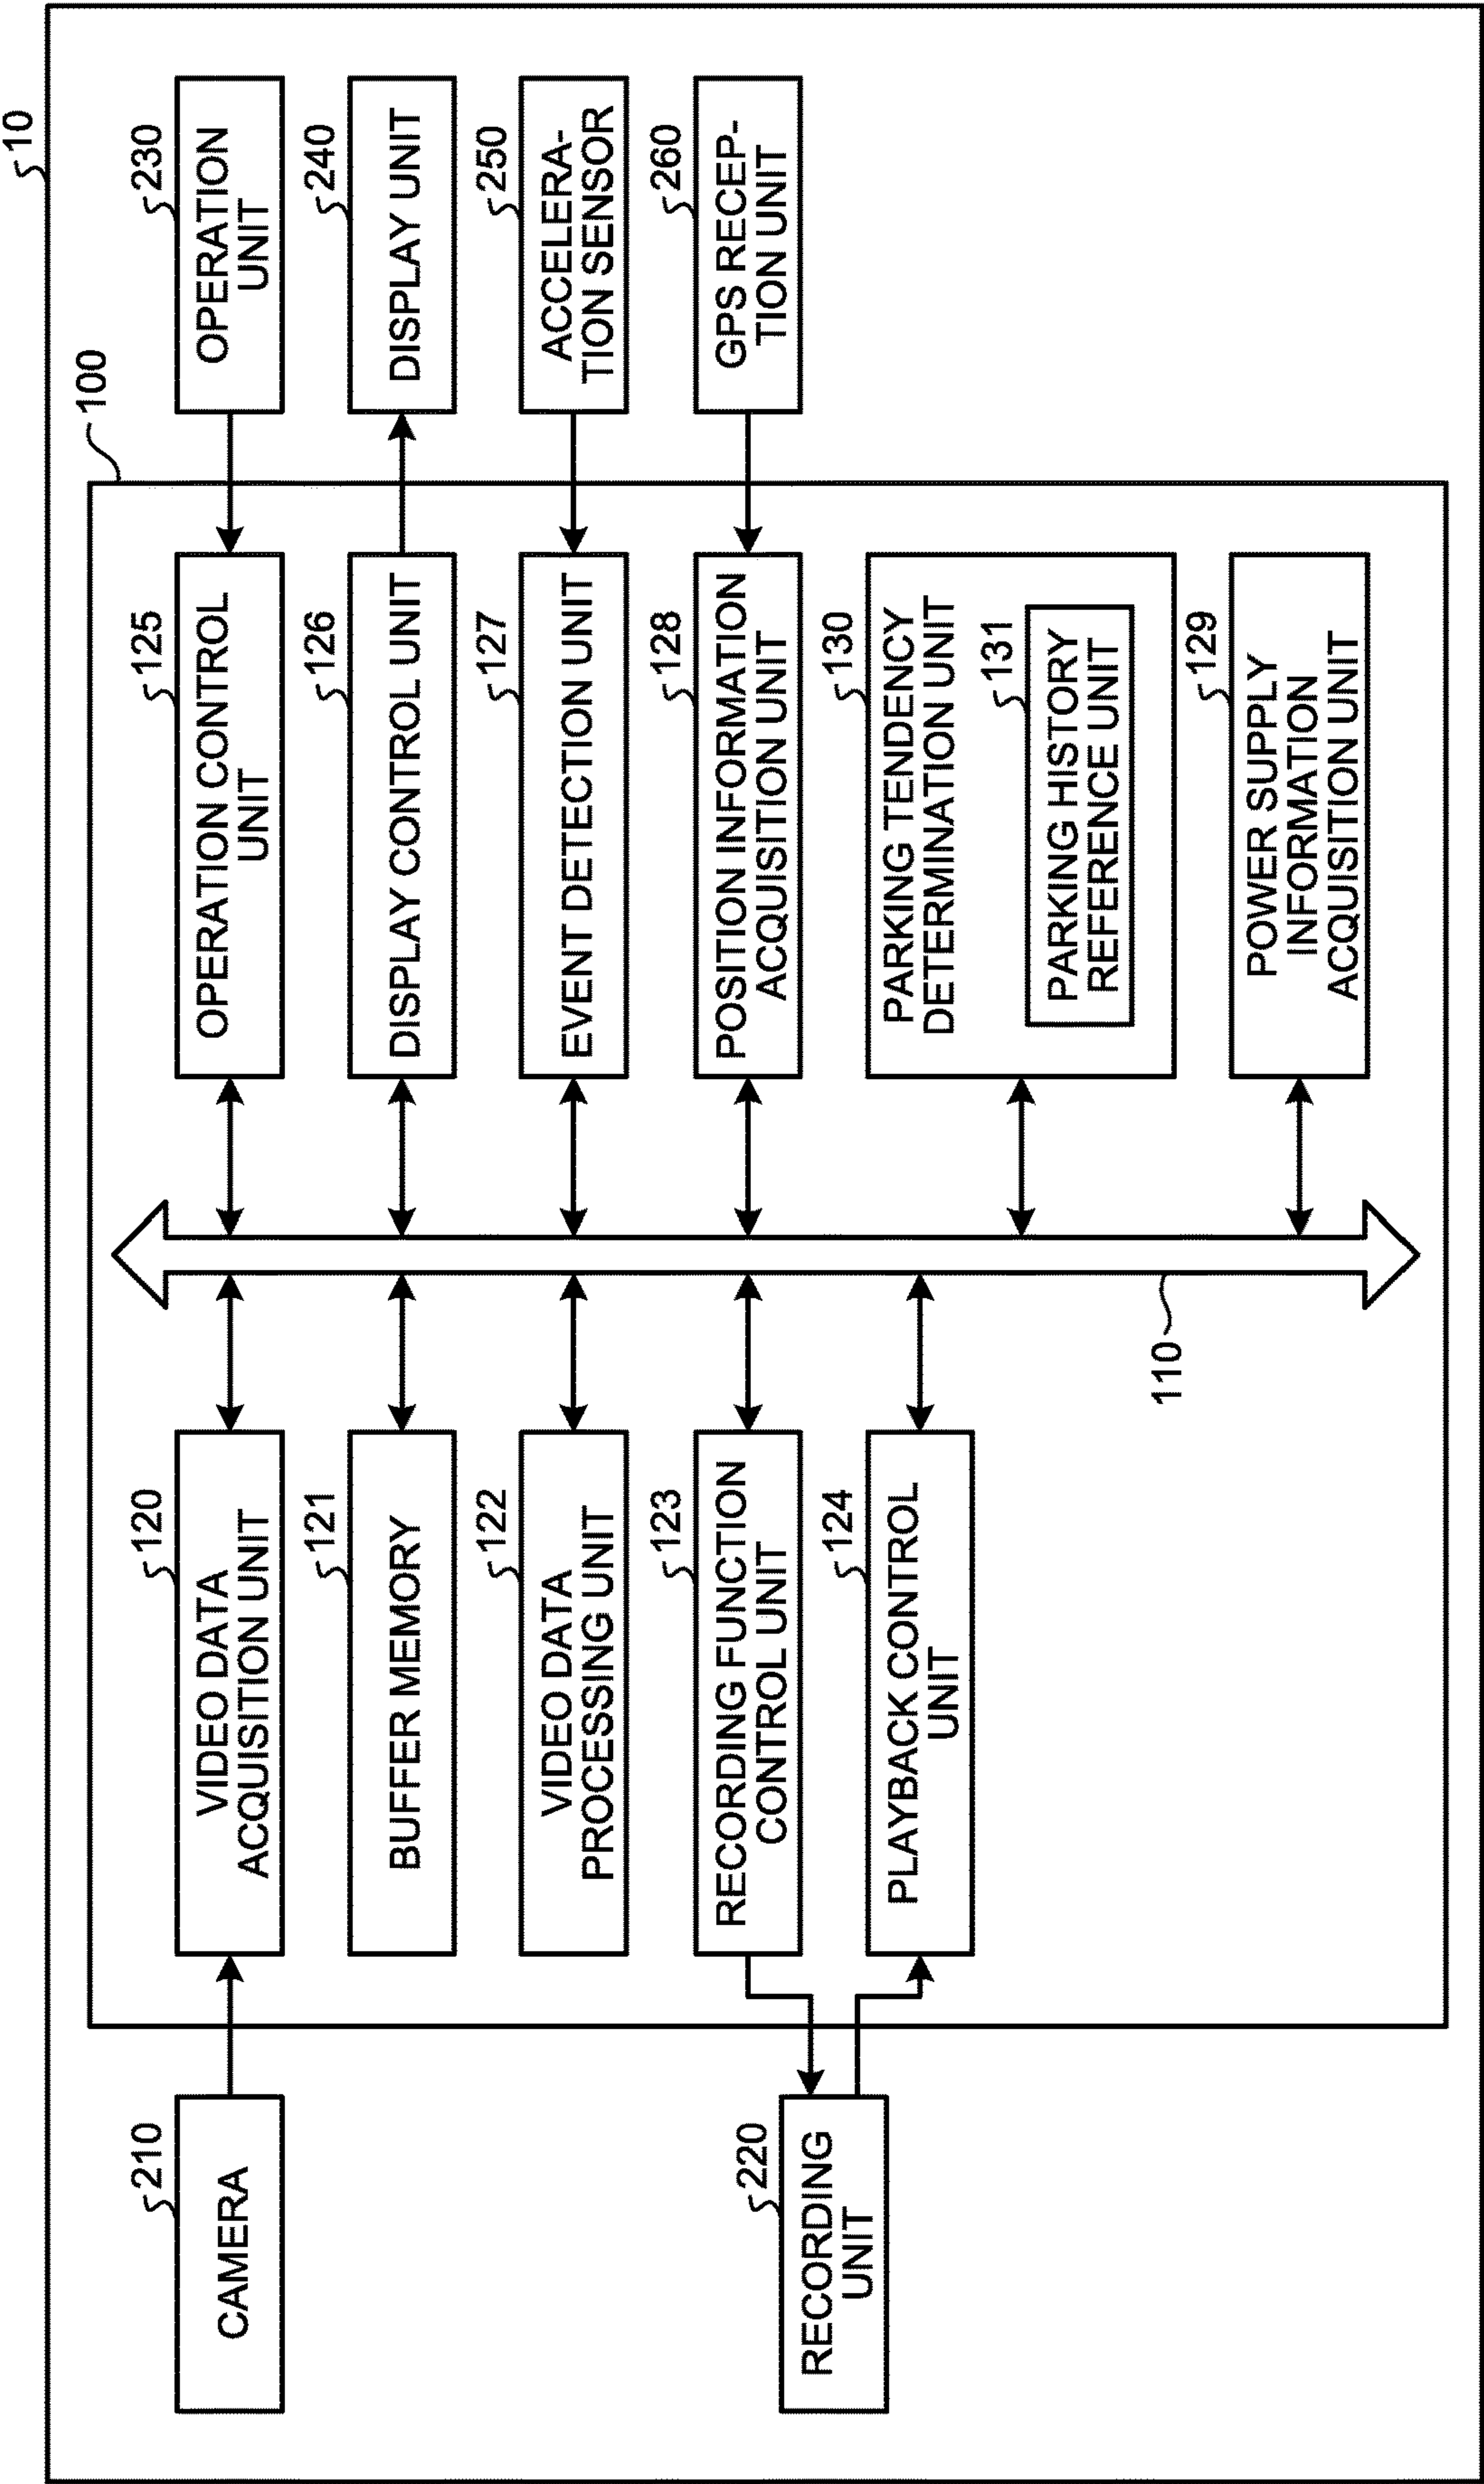 10
100
210
CAMERA
220
RECORDING
UNIT
120
VIDEO DATA
ACQUISITION UNIT
121
BUFFER MEMORY
122
VIDEO DATA
PROCESSING UNIT
123
RECORDING FUNCTION
CONTROL UNIT
124
PLAYBACK CONTROL
UNIT
110
125
OPERATION CONTROL
UNIT
126
DISPLAY CONTROL UNIT
127
EVENT DETECTION UNIT
128
POSITION INFORMATION
ACQUISITION UNIT
130
PARKING TENDENCY
DETERMINATION UNIT
131
PARKING HISTORY
REFERENCE UNIT
129
POWER SUPPLY
INFORMATION
ACQUISITION UNIT
230
OPERATION
UNIT
240
DISPLAY UNIT
250
ACCELERA-
TION SENSOR
260
GPS RECEP-
TION UNIT